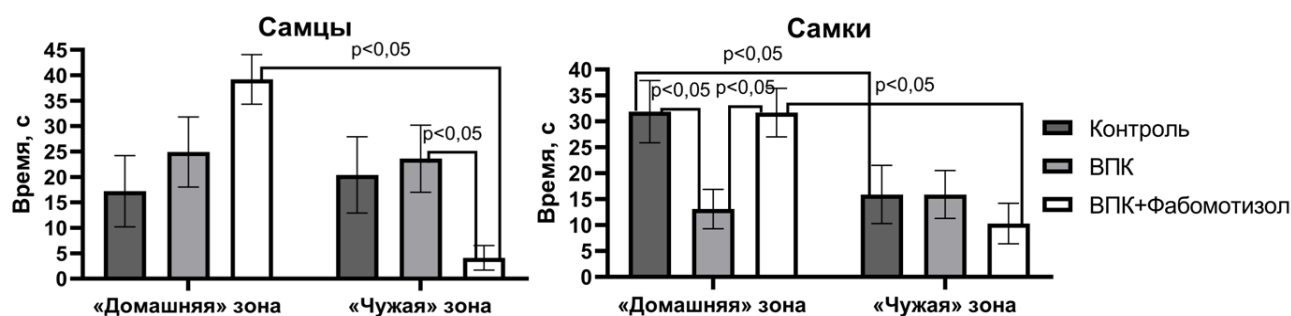 Самцы
Время, с
45
40
35
30
25
20
15
10
5
0
p<0,05
p<0,05
«Домашняя» зона
«Чужая» зона
Самки
Время, с
40
35
30
25
20
15
10
5
0
p<0,05
p<0,05
p<0,05
p<0,05
«Домашняя» зона
«Чужая» зона
Контроль
ВПК
ВПК+Фабомотизол